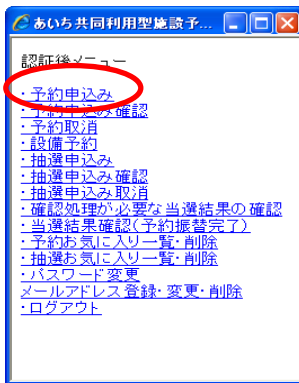 あいち共同利用型施設予...
認証後メニュー
・予約申込み
・予約申込み確認
・予約取消
・設備予約
・抽選申込み
・抽選申込み確認
・抽選申込み取消
・確認処理が必要な当選結果の確認
・当選結果確認(予約振替完了)
・予約お気に入り一覧・削除
・抽選お気に入り一覧・削除
・パスワード変更
メールアドレス登録・変更・削除
・ログアウト